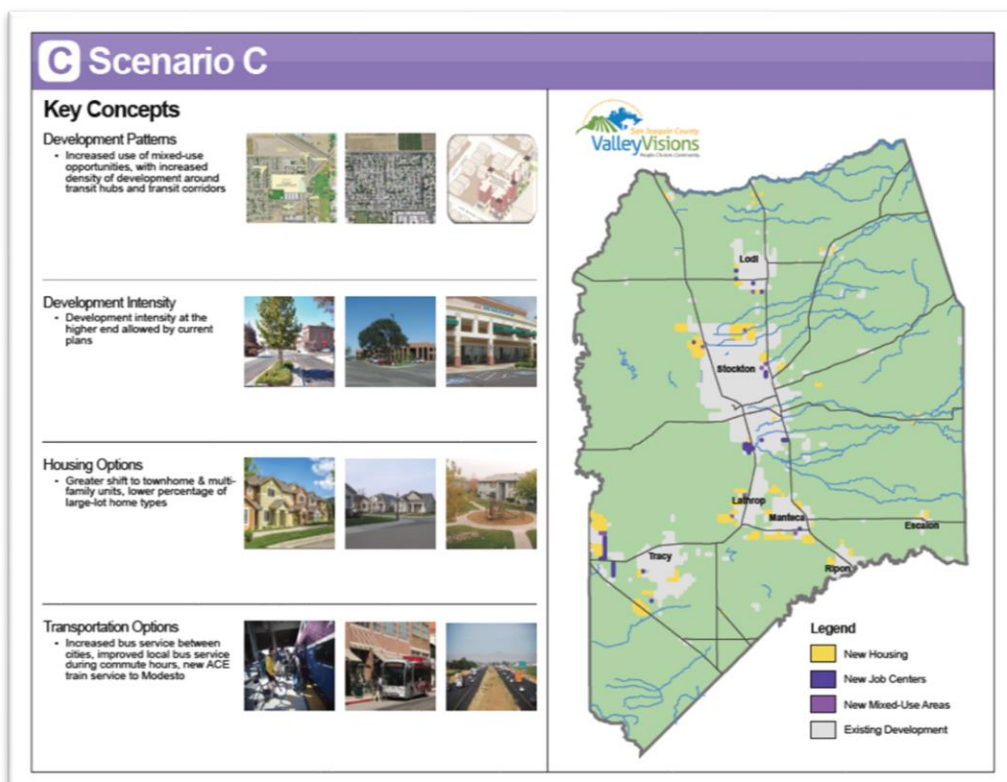 C Scenario C
Key Concepts
Development Patterns
• Increased use of mixed-use
opportunities, with increased
density of development around
transit hubs and transit corridors
Development Intensity
• Development intensity at the
higher end allowed by current
plans
Housing Options
• Greater shift to townhome & multi-
family units, lower percentage of
large-lot home types
Transportation Options
• Increased bus service between
cities, improved local bus service
during commute hours, new ACE
train service to Modesto
San Joaquin County
ValleyVisions
Lodi
Stockton
Lathrop
Manteca
Escalon
Tracy
Ripon
Legend
New Housing
New Job Centers
New Mixed-Use Areas
Existing Development